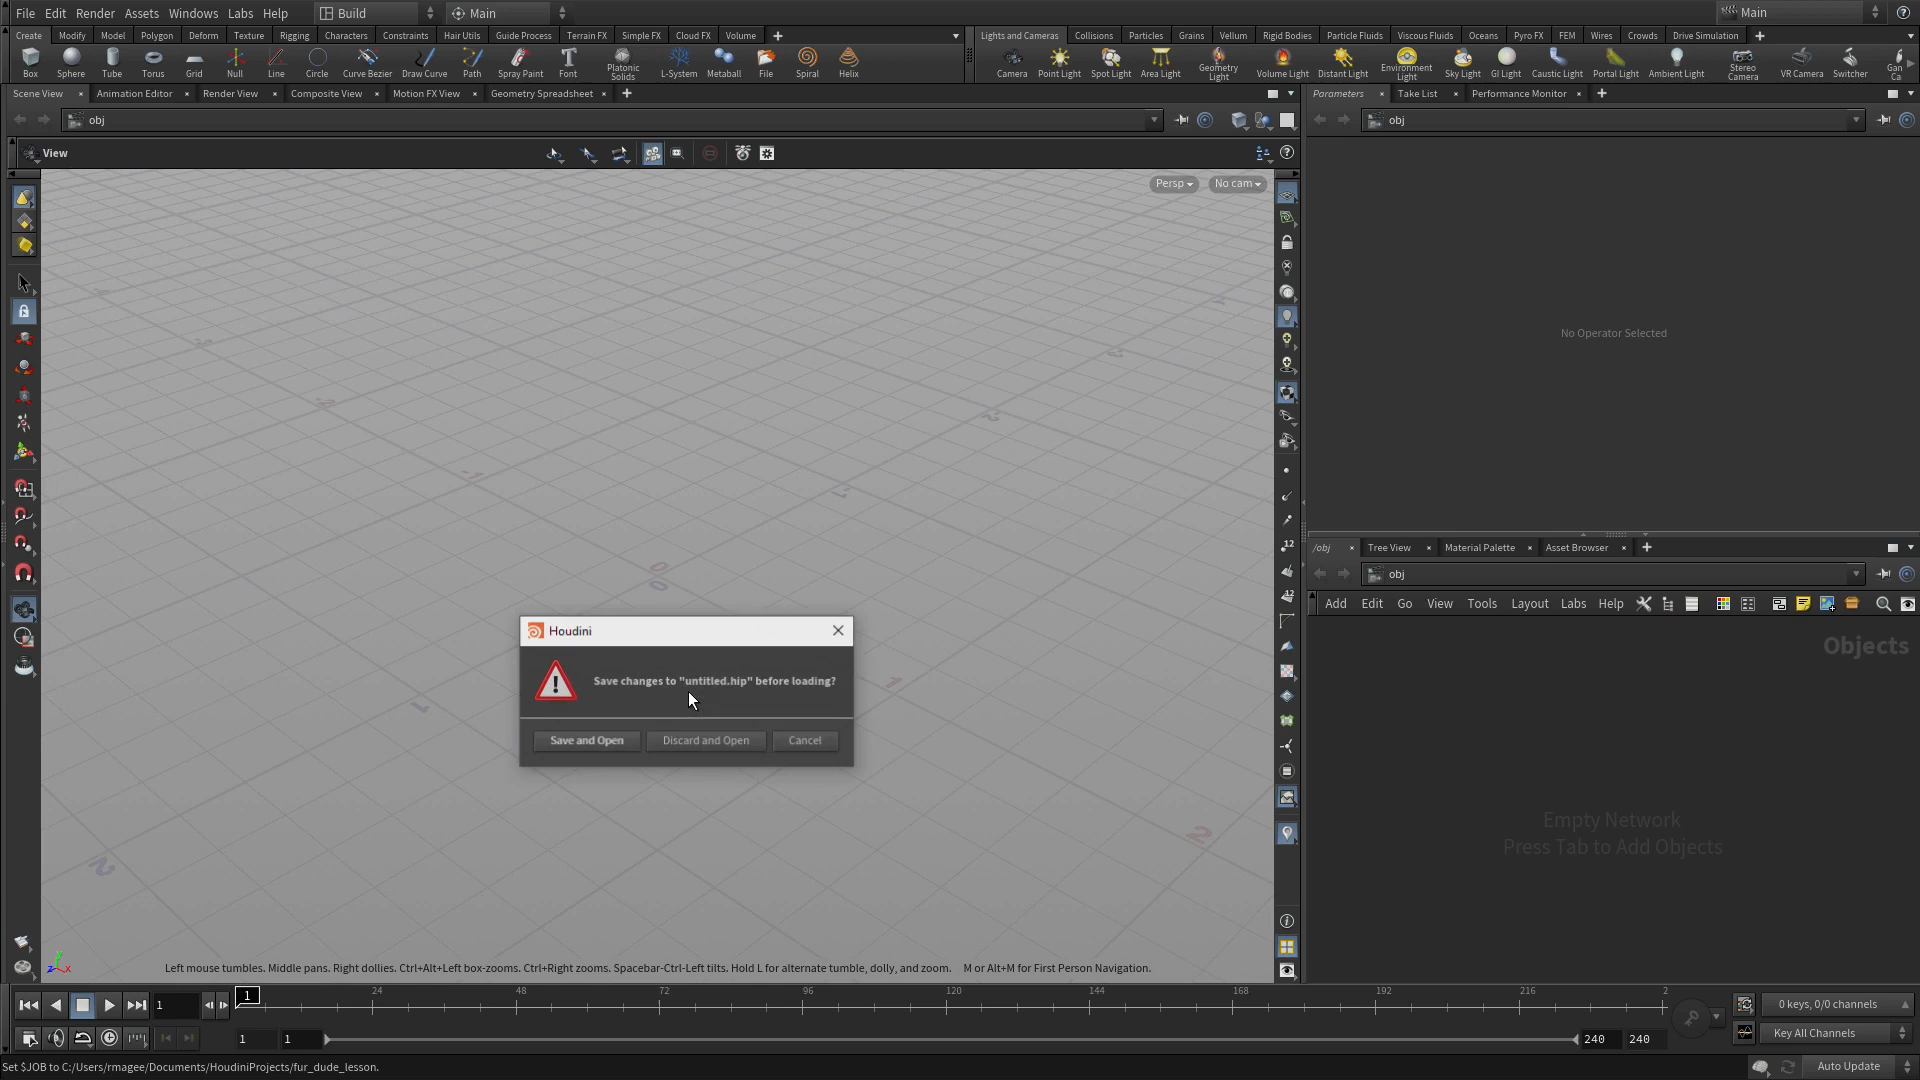 File Edit Render Assets Windows Labs Help Build Main Main
Create Modify Model Polygon Deform Texture Rigging Characters Constraints Hair Utils Guide Process Terrain FX Simple FX Cloud FX Volume
Lights and Cameras Collisions Particles Grains Vellum Rigid Bodies Particle Fluids Viscous Fluids Oceans Pyro FX FEM Wires Crowds Drive Simulation
Box Sphere Tube Torus Grid Null Line Circle Curve Bezier Draw Curve Path Spray Paint Font Platonic Solids L-System Metaball File Spiral Helix
Camera Point Light Spot Light Area Light Geometry Light Volume Light Distant Light Environment Light Sky Light GI Light Caustic Light Portal Light Ambient Light Stereo Camera VR Camera Switcher Gan Ca
Scene View Animation Editor Render View Composite View Motion FX View Geometry Spreadsheet
Parameters Take List Performance Monitor
obj
obj
View
Persp No cam
No Operator Selected
/obj Tree View Material Palette Asset Browser
obj
Add Edit Go View Tools Layout Labs Help
Objects
Houdini
Save changes to "untitled.hip" before loading?
Save and Open Discard and Open Cancel
Empty Network
Press Tab to Add Objects
Left mouse tumbles. Middle pans. Right dollies. Ctrl+Alt+Left box-zooms. Ctrl+Right zooms. Spacebar-Ctrl-Left tilts. Hold L for alternate tumble, dolly, and zoom. M or Alt+M for First Person Navigation.
1 1 24 48 72 96 120 144 168 192 216 2
0 keys, 0/0 channels
1 1 240 240
Key All Channels
Set $JOB to C:/Users/rmagee/Documents/HoudiniProjects/fur_dude_lesson.
Auto Update